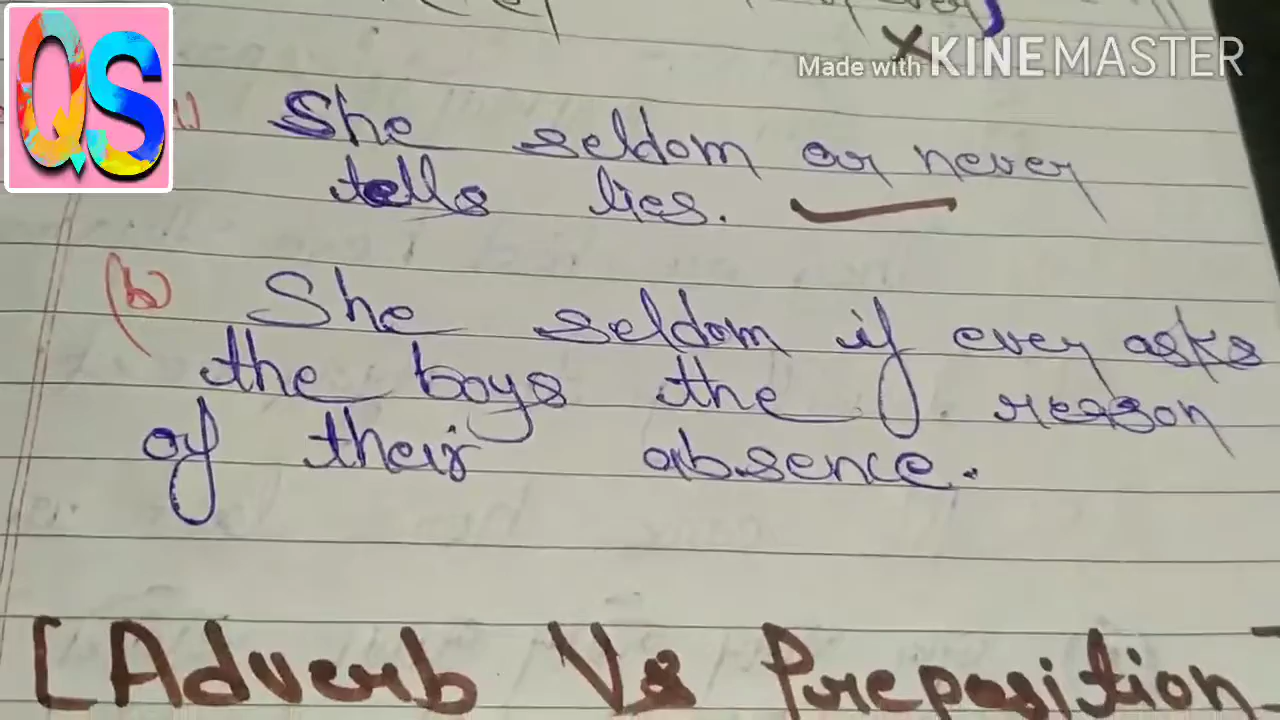 QS
Made with KINEMASTER
She seldom or never
tells lies.
(b) She seldom if ever asks
the boys the reason
of their absence.
[Adverb Vs Preposition